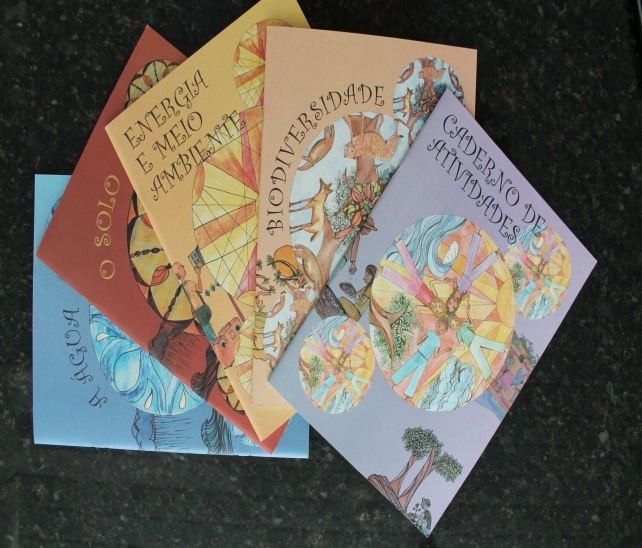 A ÁGUA
O SOLO
ENERGIA
E MEIO
AMBIENTE
BIODIVERSIDADE
CADERNO DE
ATIVIDADES